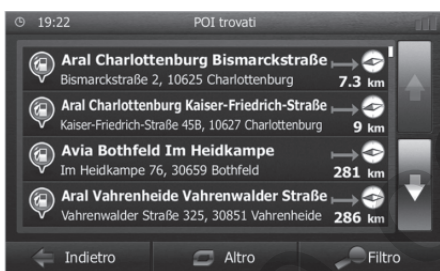 19:22 POI trovati
Aral Charlottenburg Bismarckstraße
Bismarckstraße 2, 10625 Charlottenburg 7.3 km
Aral Charlottenburg Kaiser-Friedrich-Straße
Kaiser-Friedrich-Straße 45B, 10627 Charlottenburg 9 km
Avia Bothfeld Im Heidkampe
Im Heidkampe 76, 30659 Bothfeld 281 km
Aral Vahrenheide Vahrenwalder Straße
Vahrenwalder Straße 325, 30851 Vahrenheide 286 km
Indietro Altro Filtro